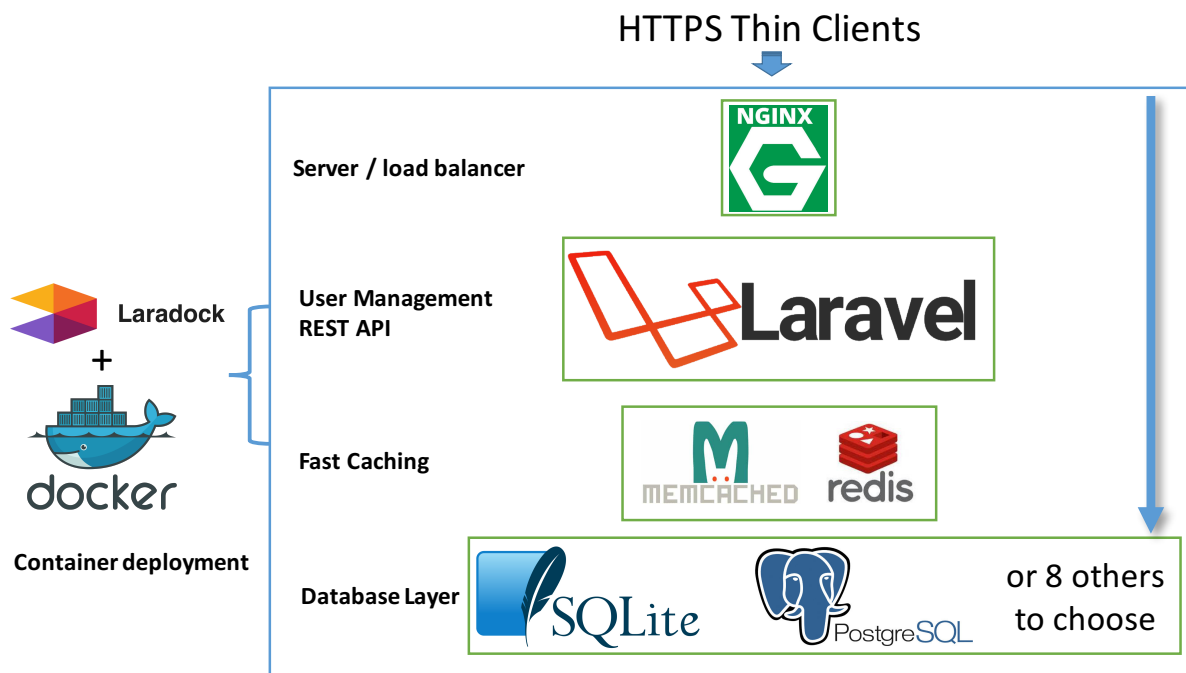 HTTPS Thin Clients
NGINX
Server / load balancer
User Management
REST API
Laravel
Laradock
+
docker
Container deployment
Fast Caching
MEMCACHED
redis
Database Layer
SQLite
PostgreSQL
or 8 others
to choose